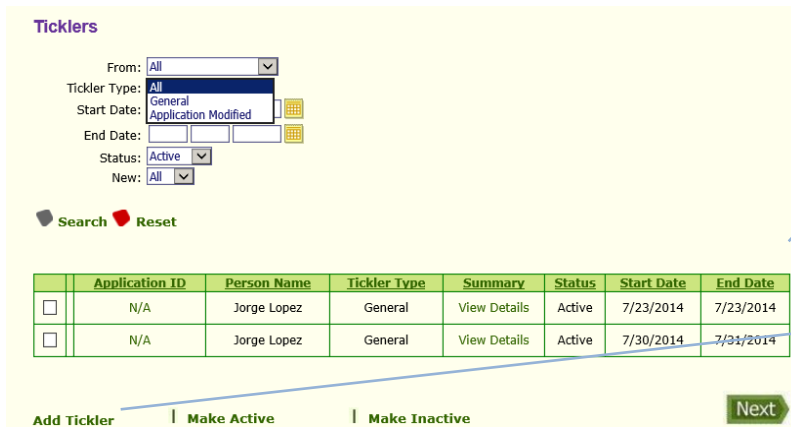 Ticklers
From: All
Tickler Type: All
General
Start Date: Application Modified
End Date:
Status: Active
New: All
Search Reset
Application ID Person Name Tickler Type Summary Status Start Date End Date
N/A Jorge Lopez General View Details Active 7/23/2014 7/23/2014
N/A Jorge Lopez General View Details Active 7/30/2014 7/31/2014
Add Tickler | Make Active | Make Inactive Next